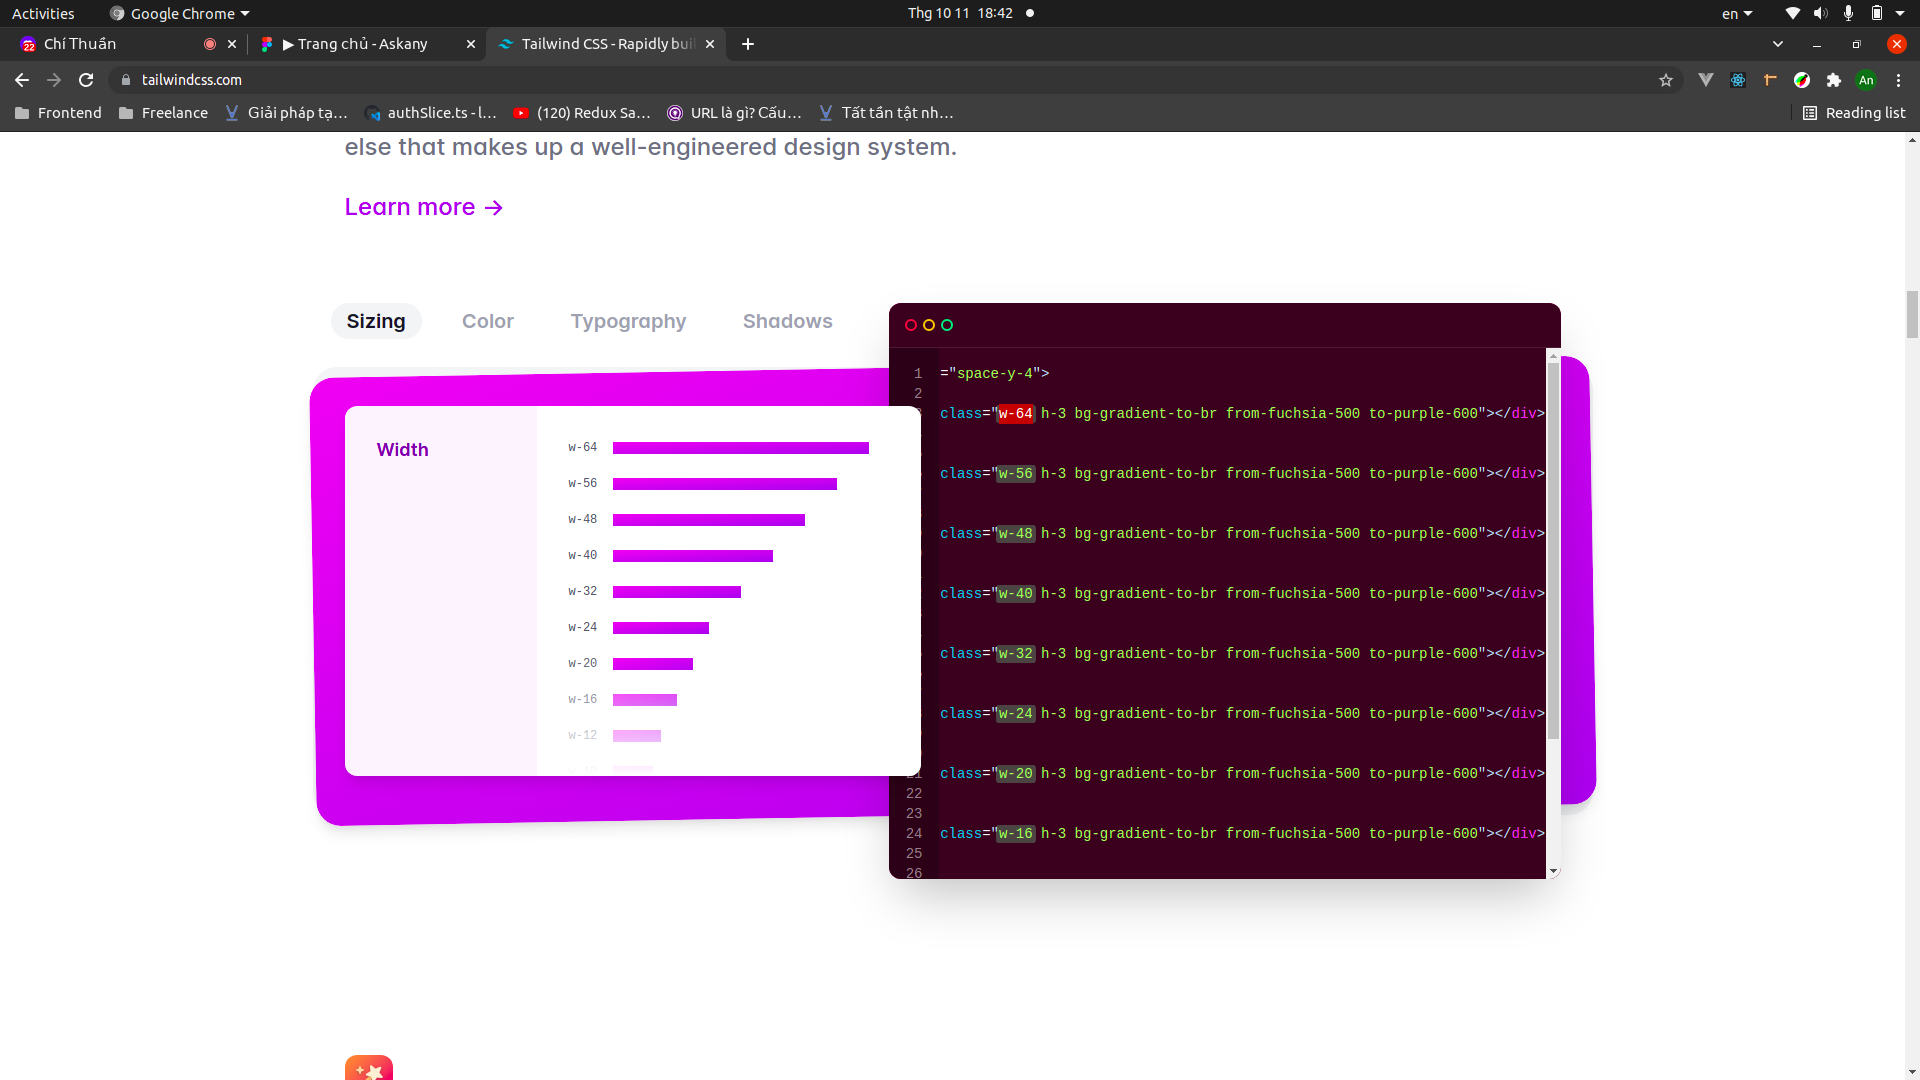 Activities
Google Chrome
Thg 10 11 18:42
en
22
Chí Thuần
▶ Trang chủ - Askany
Tailwind CSS - Rapidly buil
tailwindcss.com
An
Frontend
Freelance
Giải pháp tạ…
authSlice.ts - l…
(120) Redux Sa…
URL là gì? Cấu…
Tất tần tật nh…
Reading list
else that makes up a well-engineered design system.
Learn more →
Sizing
Color
Typography
Shadows
Width
w-64
w-56
w-48
w-40
w-32
w-24
w-20
w-16
w-12
1 ="space-y-4">
2
class="w-64 h-3 bg-gradient-to-br from-fuchsia-500 to-purple-600"></div>
class="w-56 h-3 bg-gradient-to-br from-fuchsia-500 to-purple-600"></div>
class="w-48 h-3 bg-gradient-to-br from-fuchsia-500 to-purple-600"></div>
class="w-40 h-3 bg-gradient-to-br from-fuchsia-500 to-purple-600"></div>
class="w-32 h-3 bg-gradient-to-br from-fuchsia-500 to-purple-600"></div>
class="w-24 h-3 bg-gradient-to-br from-fuchsia-500 to-purple-600"></div>
class="w-20 h-3 bg-gradient-to-br from-fuchsia-500 to-purple-600"></div>
22
23
24 class="w-16 h-3 bg-gradient-to-br from-fuchsia-500 to-purple-600"></div>
25
26